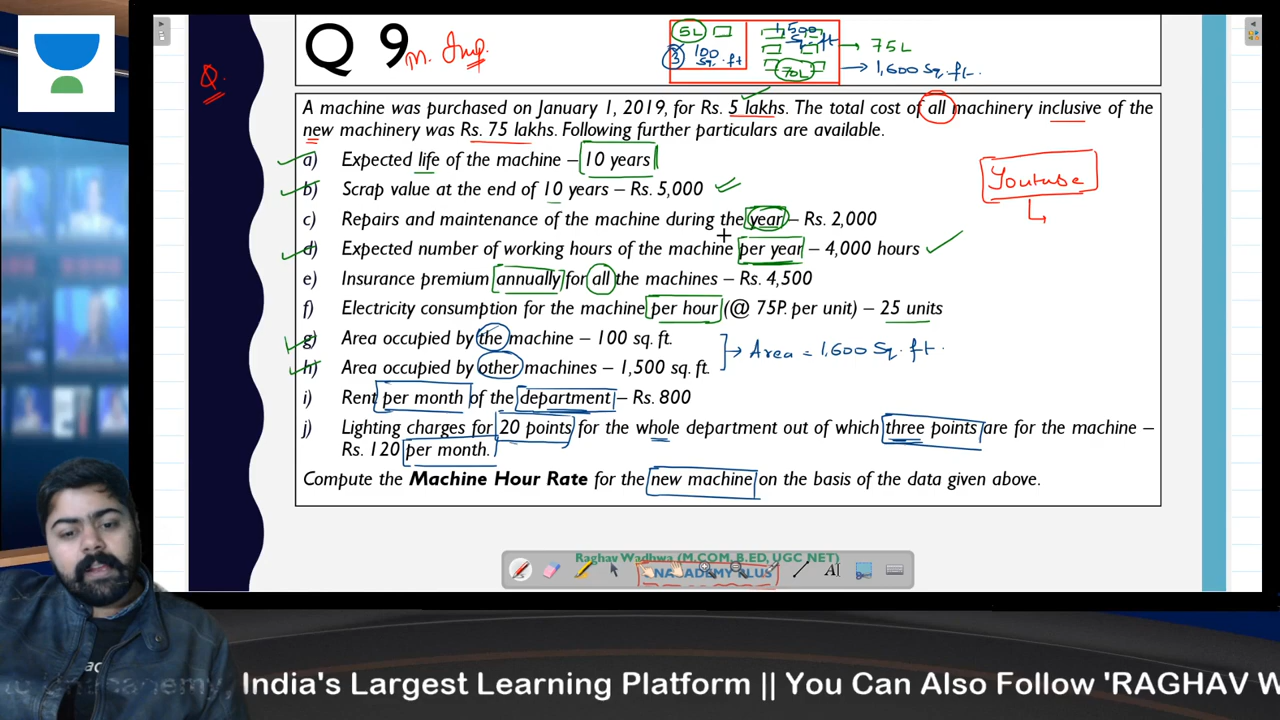 Q 9
m. Imp.
Q.
5L
1,500
Sq. ft
100
Sq. ft
70L
75L
1,600 Sq. ft.
A machine was purchased on January 1, 2019, for Rs. 5 lakhs. The total cost of all machinery inclusive of the
new machinery was Rs. 75 lakhs. Following further particulars are available.
a) Expected life of the machine – 10 years
b) Scrap value at the end of 10 years – Rs. 5,000
c) Repairs and maintenance of the machine during the year – Rs. 2,000
d) Expected number of working hours of the machine per year – 4,000 hours
e) Insurance premium annually for all the machines – Rs. 4,500
f) Electricity consumption for the machine per hour (@ 75P. per unit) – 25 units
g) Area occupied by the machine – 100 sq. ft.
h) Area occupied by other machines – 1,500 sq. ft.
Area = 1,600 Sq. ft.
i) Rent per month of the department – Rs. 800
j) Lighting charges for 20 points for the whole department out of which three points are for the machine –
Rs. 120 per month.
Compute the Machine Hour Rate for the new machine on the basis of the data given above.
Youtube
Raghav Wadhwa (M.COM, B.ED, UGC NET)
NACADEMY PLUS
ac
India's Largest Learning Platform || You Can Also Follow 'RAGHAV W